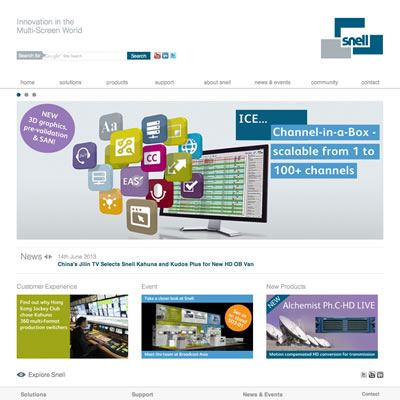 Innovation in the
Multi-Screen World
snell
Search for Google Site Search
home solutions products support about snell news & events community contact
NEW
3D graphics,
pre-validation
& SAN!
Aa
CC
EAS
ICE...
Channel-in-a-Box -
scalable from 1 to
100+ channels
News 14th June 2013
China's Jilin TV Selects Snell Kahuna and Kudos Plus for New HD OB Van
Customer Experience
Find out why Hong
Kong Jockey Club
chose Kahuna
360 multi-format
production switchers
Event
Take a closer look at Snell
See us
Meet the team at Broadcast Asia
New Products
NEW
Alchemist Ph.C-HD LIVE
Motion compensated HD conversion for transmission
Explore Snell
Solutions Support News & Events Contact